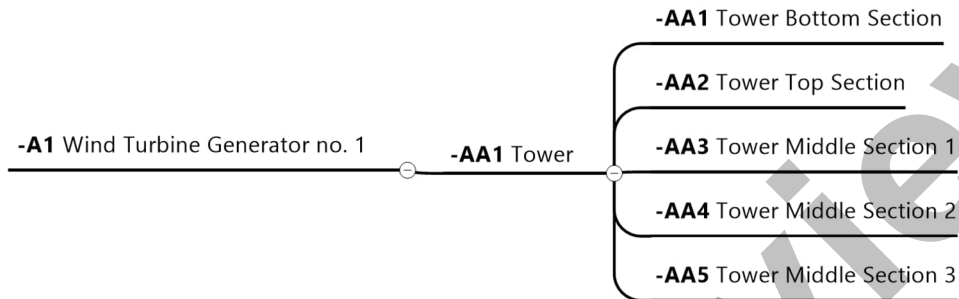 -AA1 Tower Bottom Section
-AA2 Tower Top Section
-A1 Wind Turbine Generator no. 1
-AA1 Tower
-AA3 Tower Middle Section 1
-AA4 Tower Middle Section 2
-AA5 Tower Middle Section 3